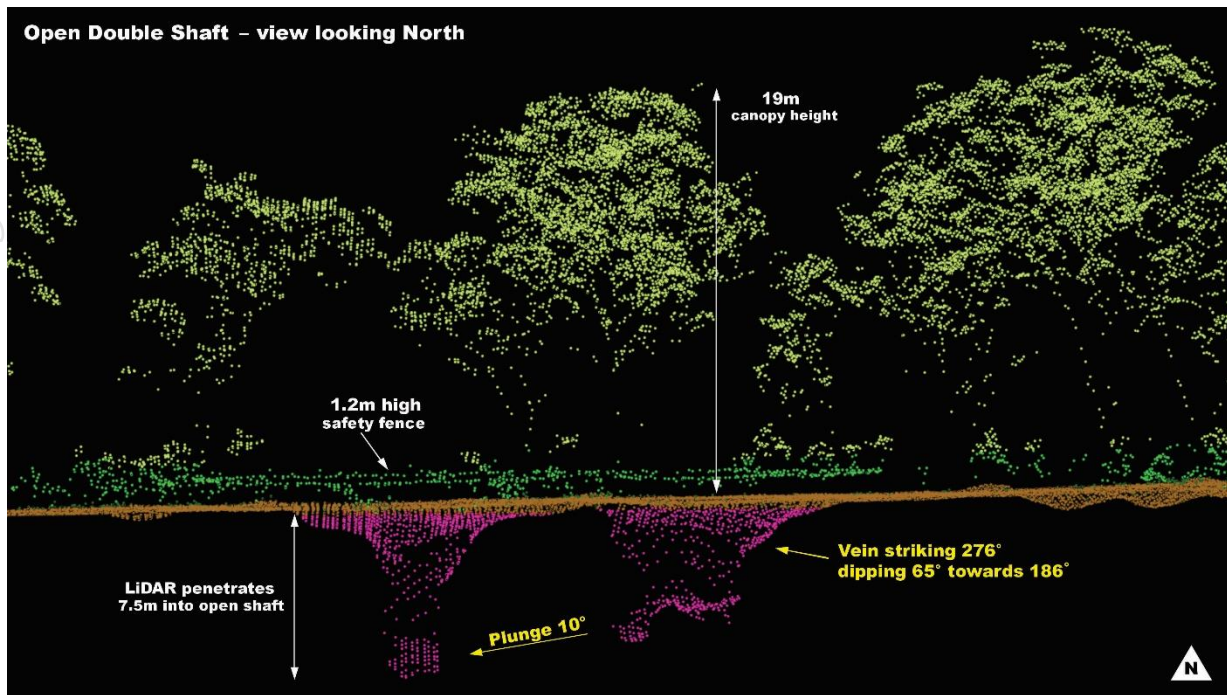 Open Double Shaft – view looking North
19m
canopy height
1.2m high
safety fence
Vein striking 276°
dipping 65° towards 186°
LiDAR penetrates
7.5m into open shaft
Plunge 10°
N